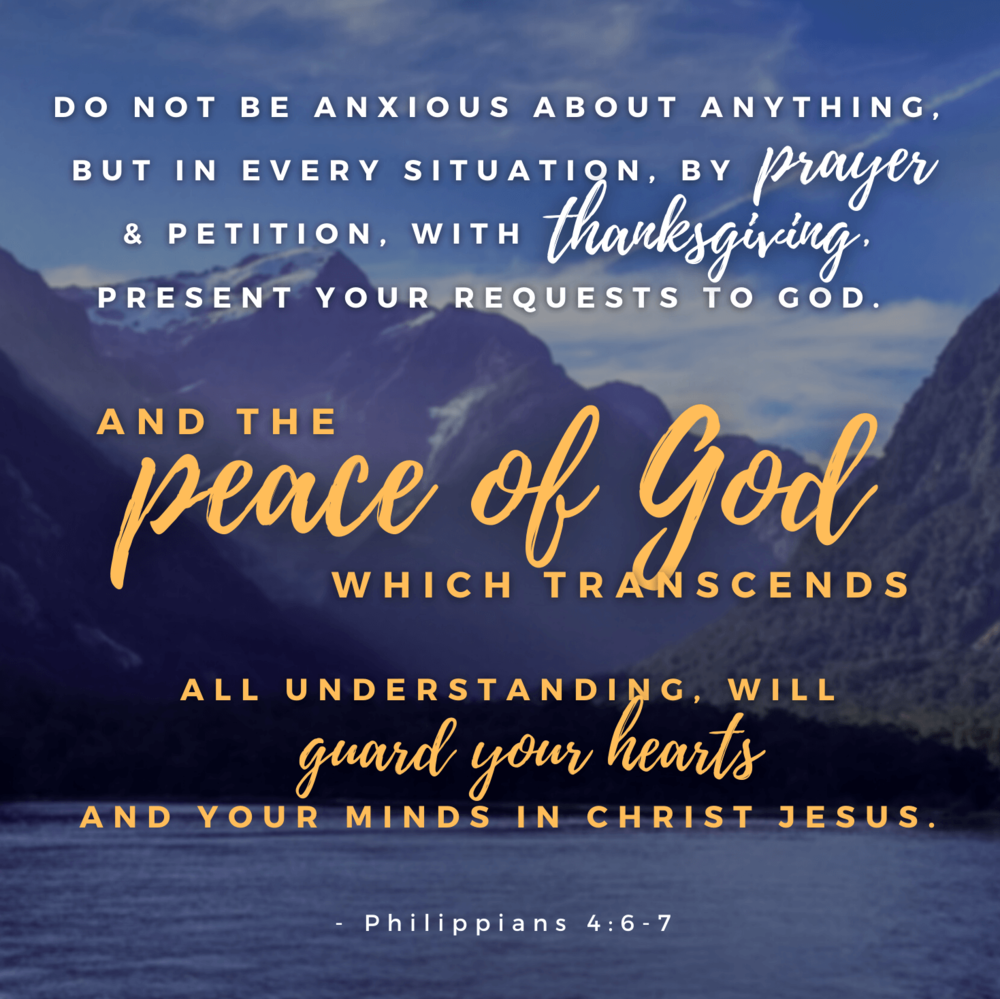 DO NOT BE ANXIOUS ABOUT ANYTHING,
BUT IN EVERY SITUATION, BY prayer
& PETITION, WITH thanksgiving,
PRESENT YOUR REQUESTS TO GOD.
AND THE
peace of God
WHICH TRANSCENDS
ALL UNDERSTANDING, WILL
guard your hearts
AND YOUR MINDS IN CHRIST JESUS.
- Philippians 4:6-7